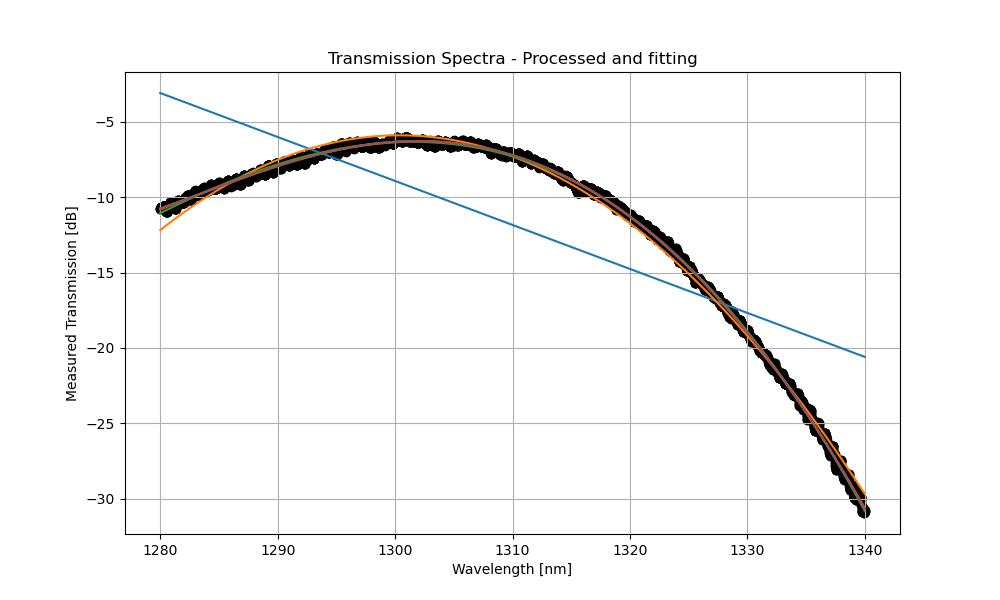 Transmission Spectra - Processed and fitting
Measured Transmission [dB]
−5
−10
−15
−20
−25
−30
1280 1290 1300 1310 1320 1330 1340
Wavelength [nm]